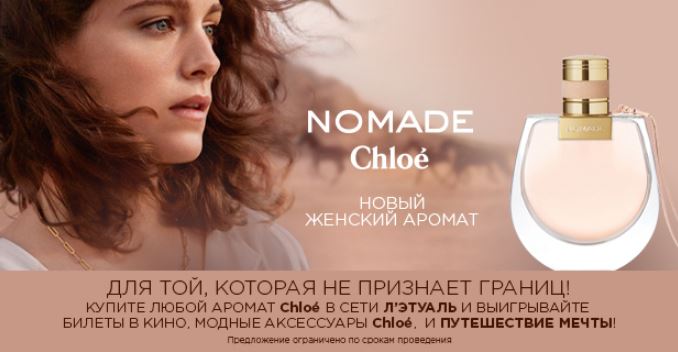 NOMADE
Chloé
НОВЫЙ
ЖЕНСКИЙ АРОМАТ
NOMADE
ДЛЯ ТОЙ, КОТОРАЯ НЕ ПРИЗНАЕТ ГРАНИЦ!
КУПИТЕ ЛЮБОЙ АРОМАТ Chloé В СЕТИ Л'ЭТУАЛЬ И ВЫИГРЫВАЙТЕ
БИЛЕТЫ В КИНО, МОДНЫЕ АКСЕССУАРЫ Chloé, И ПУТЕШЕСТВИЕ МЕЧТЫ!
Предложение ограничено по срокам проведения